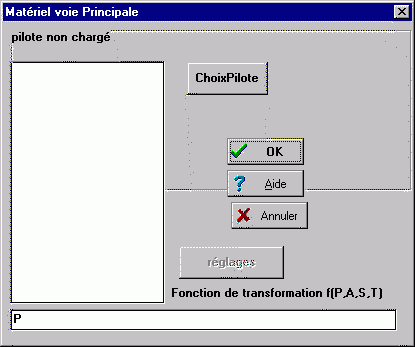 Matériel voie Principale
pilote non chargé
ChoixPilote
OK
? Aide
Annuler
réglages
Fonction de transformation f(P,A,S,T)
P